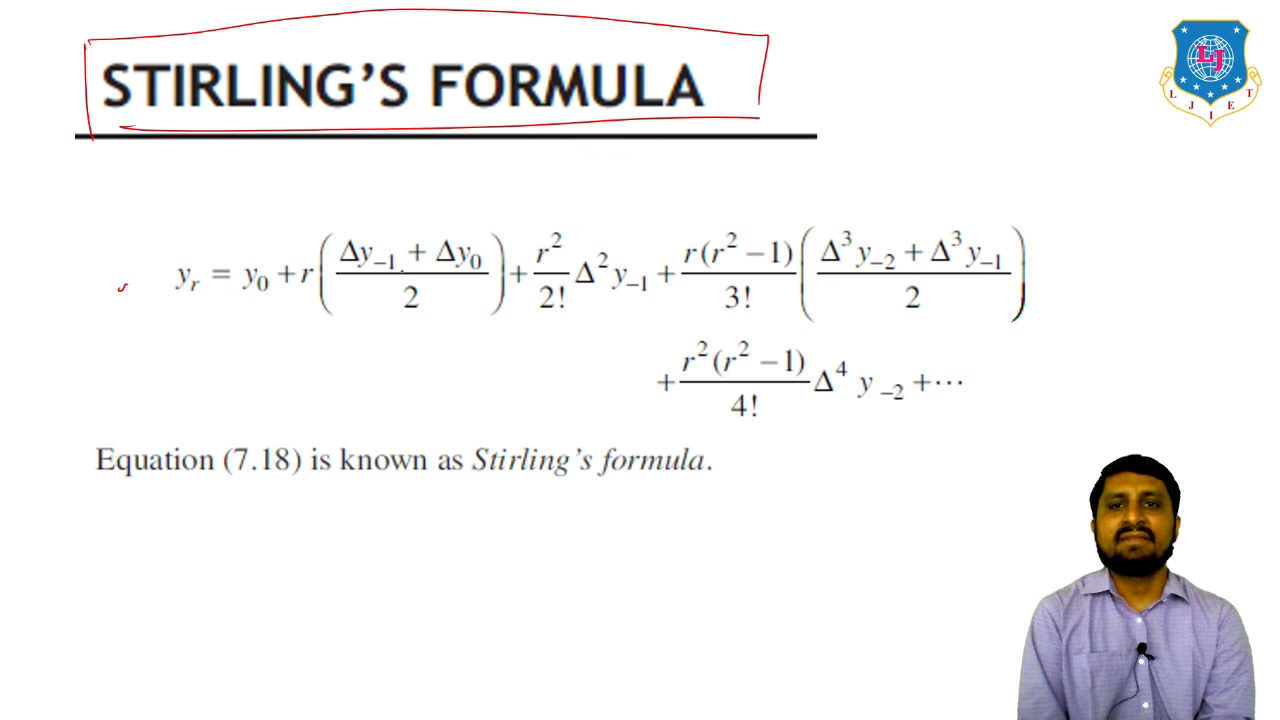 STIRLING'S FORMULA
LJ
L J I E T
y_r = y_0 + r((Δy_{-1} + Δy_0)/2) + (r^2/2!) Δ^2 y_{-1} + (r(r^2 − 1)/3!)((Δ^3 y_{-2} + Δ^3 y_{-1})/2)
+ (r^2(r^2 − 1)/4!) Δ^4 y_{-2} + ⋯
Equation (7.18) is known as Stirling's formula.